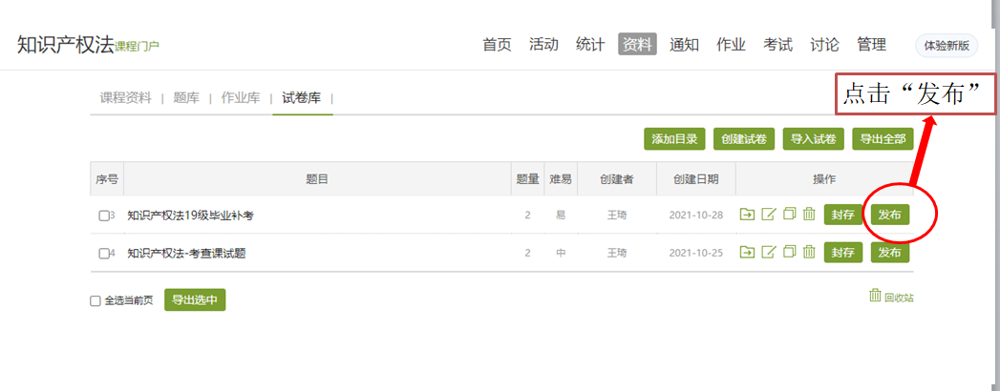 知识产权法课程门户
首页 活动 统计 资料 通知 作业 考试 讨论 管理 体验新版
课程资料 | 题库 | 作业库 | 试卷库 |
点击“发布”
添加目录 创建试卷 导入试卷 导出全部
序号 题目 题量 难易 创建者 创建日期 操作
3 知识产权法19级毕业补考 2 易 王琦 2021-10-28 封存 发布
4 知识产权法-考查课试题 2 中 王琦 2021-10-25 封存 发布
全选当前页 导出选中 回收站